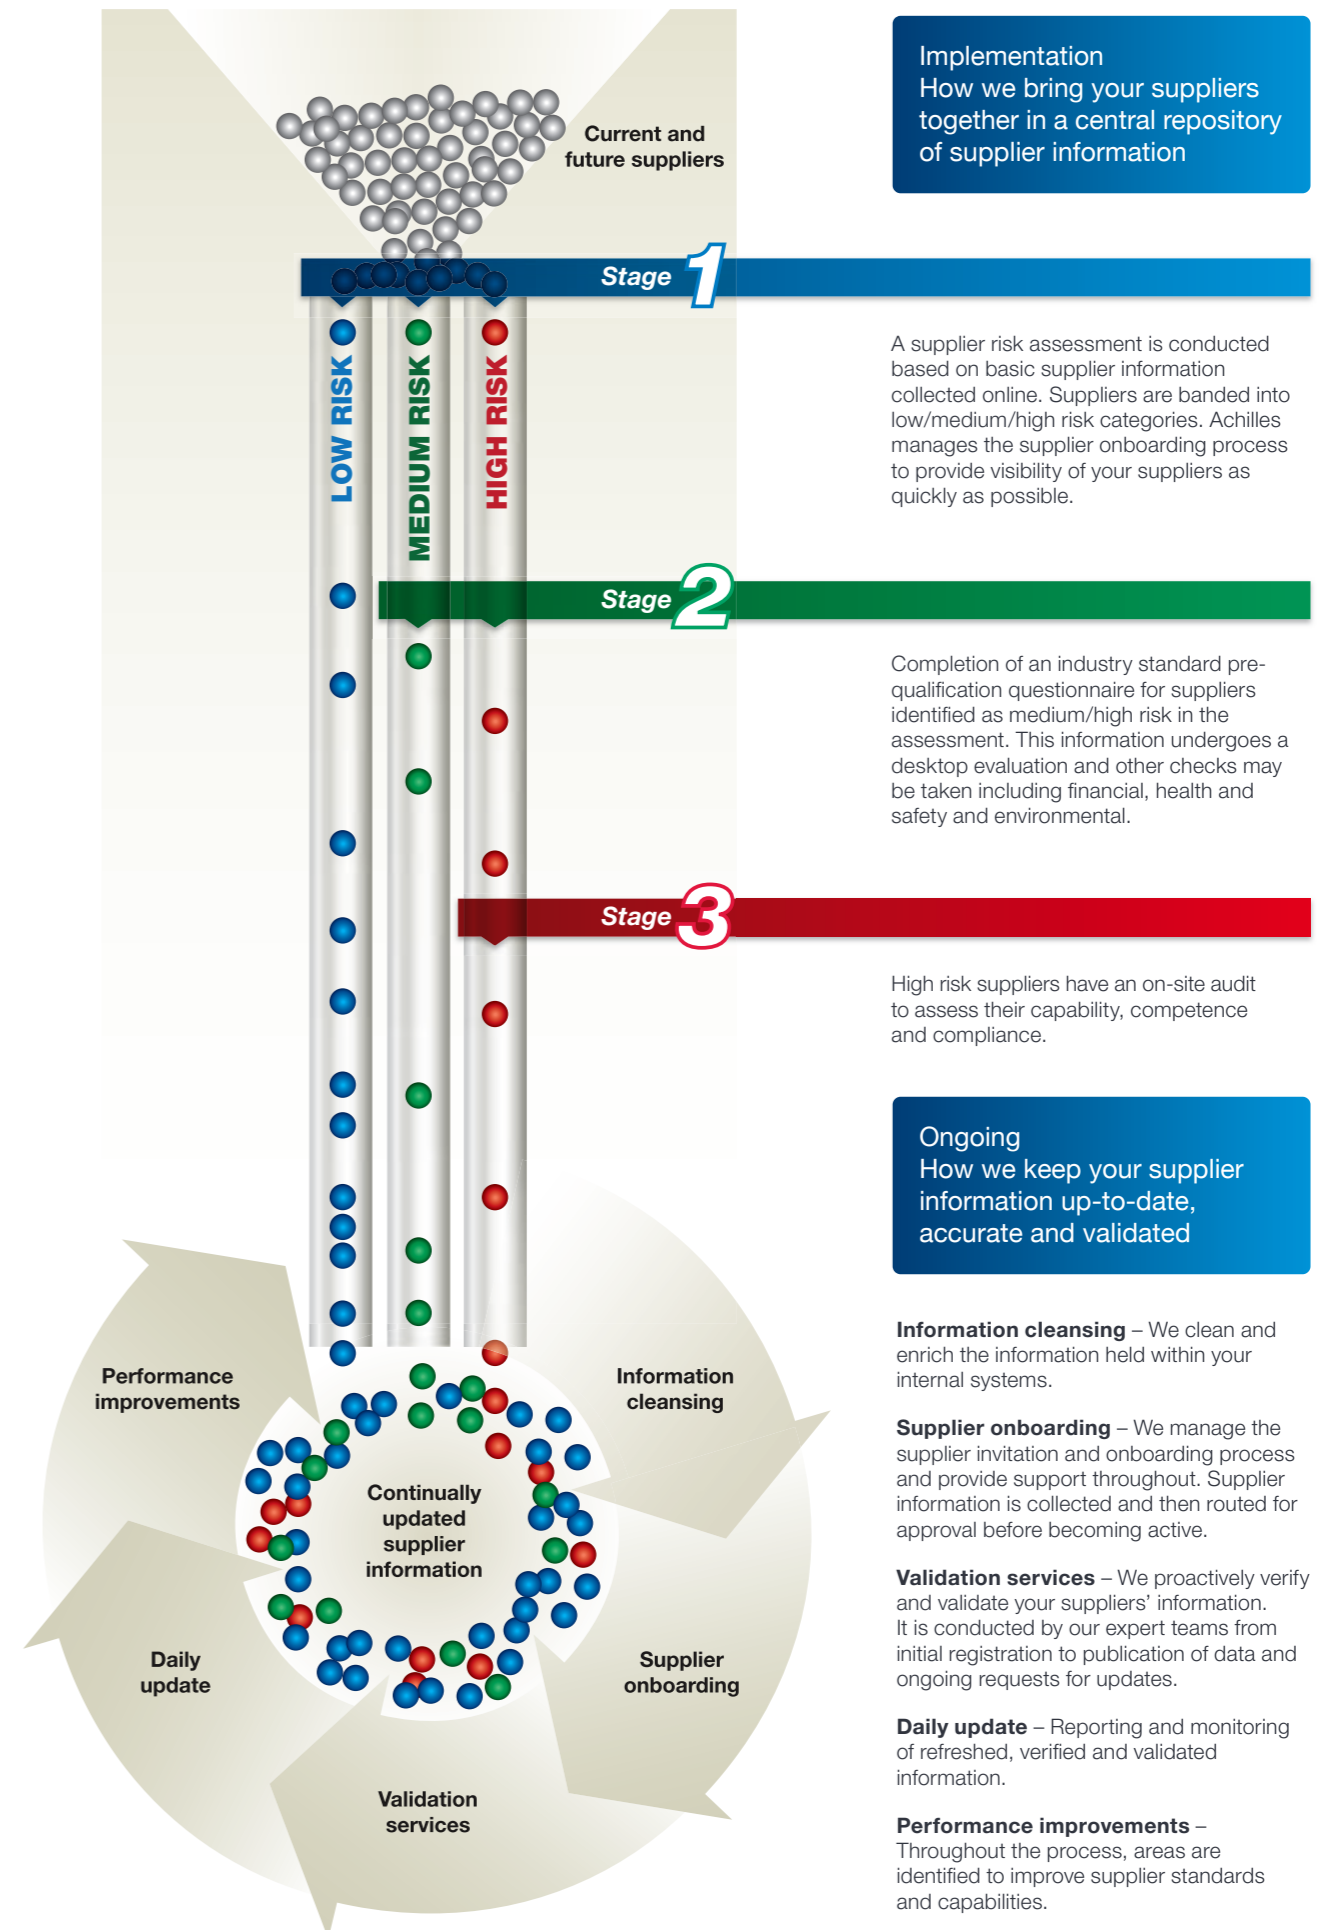 Implementation
How we bring your suppliers
together in a central repository
of supplier information
Current and
future suppliers
Stage 1
LOW RISK
MEDIUM RISK
HIGH RISK
A supplier risk assessment is conducted
based on basic supplier information
collected online. Suppliers are banded into
low/medium/high risk categories. Achilles
manages the supplier onboarding process
to provide visibility of your suppliers as
quickly as possible.
Stage 2
Completion of an industry standard pre-
qualification questionnaire for suppliers
identified as medium/high risk in the
assessment. This information undergoes a
desktop evaluation and other checks may
be taken including financial, health and
safety and environmental.
Stage 3
High risk suppliers have an on-site audit
to assess their capability, competence
and compliance.
Ongoing
How we keep your supplier
information up-to-date,
accurate and validated
Information cleansing – We clean and
enrich the information held within your
internal systems.
Supplier onboarding – We manage the
supplier invitation and onboarding process
and provide support throughout. Supplier
information is collected and then routed for
approval before becoming active.
Validation services – We proactively verify
and validate your suppliers’ information.
It is conducted by our expert teams from
initial registration to publication of data and
ongoing requests for updates.
Daily update – Reporting and monitoring
of refreshed, verified and validated
information.
Performance improvements –
Throughout the process, areas are
identified to improve supplier standards
and capabilities.
Performance
improvements
Information
cleansing
Continually
updated
supplier
information
Daily
update
Supplier
onboarding
Validation
services